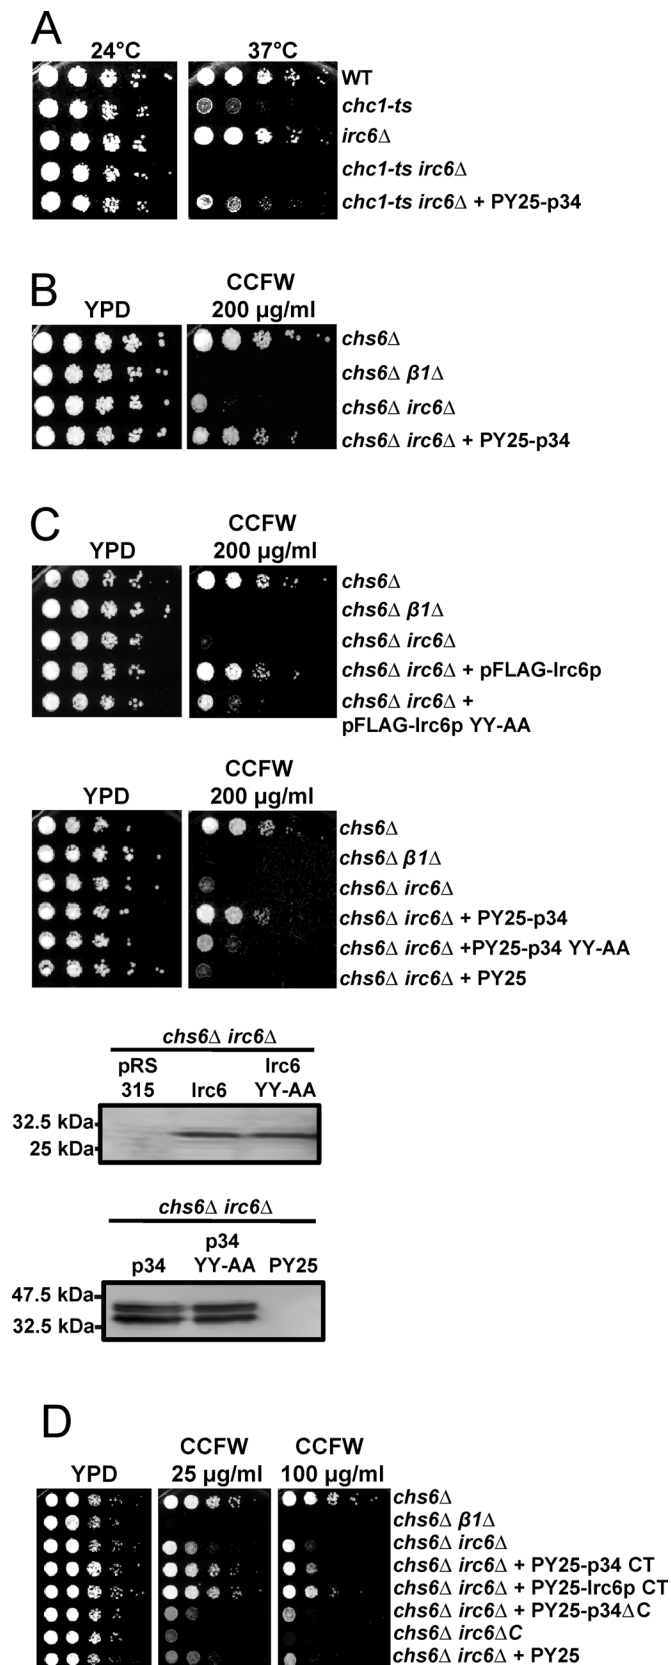 A
24°C 37°C
WT
chc1-ts
irc6Δ
chc1-ts irc6Δ
chc1-ts irc6Δ + PY25-p34
B
YPD
CCFW
200 µg/ml
chs6Δ
chs6Δ β1Δ
chs6Δ irc6Δ
chs6Δ irc6Δ + PY25-p34
C
YPD
CCFW
200 µg/ml
chs6Δ
chs6Δ β1Δ
chs6Δ irc6Δ
chs6Δ irc6Δ + pFLAG-Irc6p
chs6Δ irc6Δ +
pFLAG-Irc6p YY-AA
YPD
CCFW
200 µg/ml
chs6Δ
chs6Δ β1Δ
chs6Δ irc6Δ
chs6Δ irc6Δ + PY25-p34
chs6Δ irc6Δ +PY25-p34 YY-AA
chs6Δ irc6Δ + PY25
chs6Δ irc6Δ
pRS
315
Irc6
Irc6
YY-AA
32.5 kDa
25 kDa
chs6Δ irc6Δ
p34
p34
YY-AA
PY25
47.5 kDa
32.5 kDa
D
YPD
CCFW
25 µg/ml
CCFW
100 µg/ml
chs6Δ
chs6Δ β1Δ
chs6Δ irc6Δ
chs6Δ irc6Δ + PY25-p34 CT
chs6Δ irc6Δ + PY25-Irc6p CT
chs6Δ irc6Δ + PY25-p34ΔC
chs6Δ irc6ΔC
chs6Δ irc6Δ + PY25